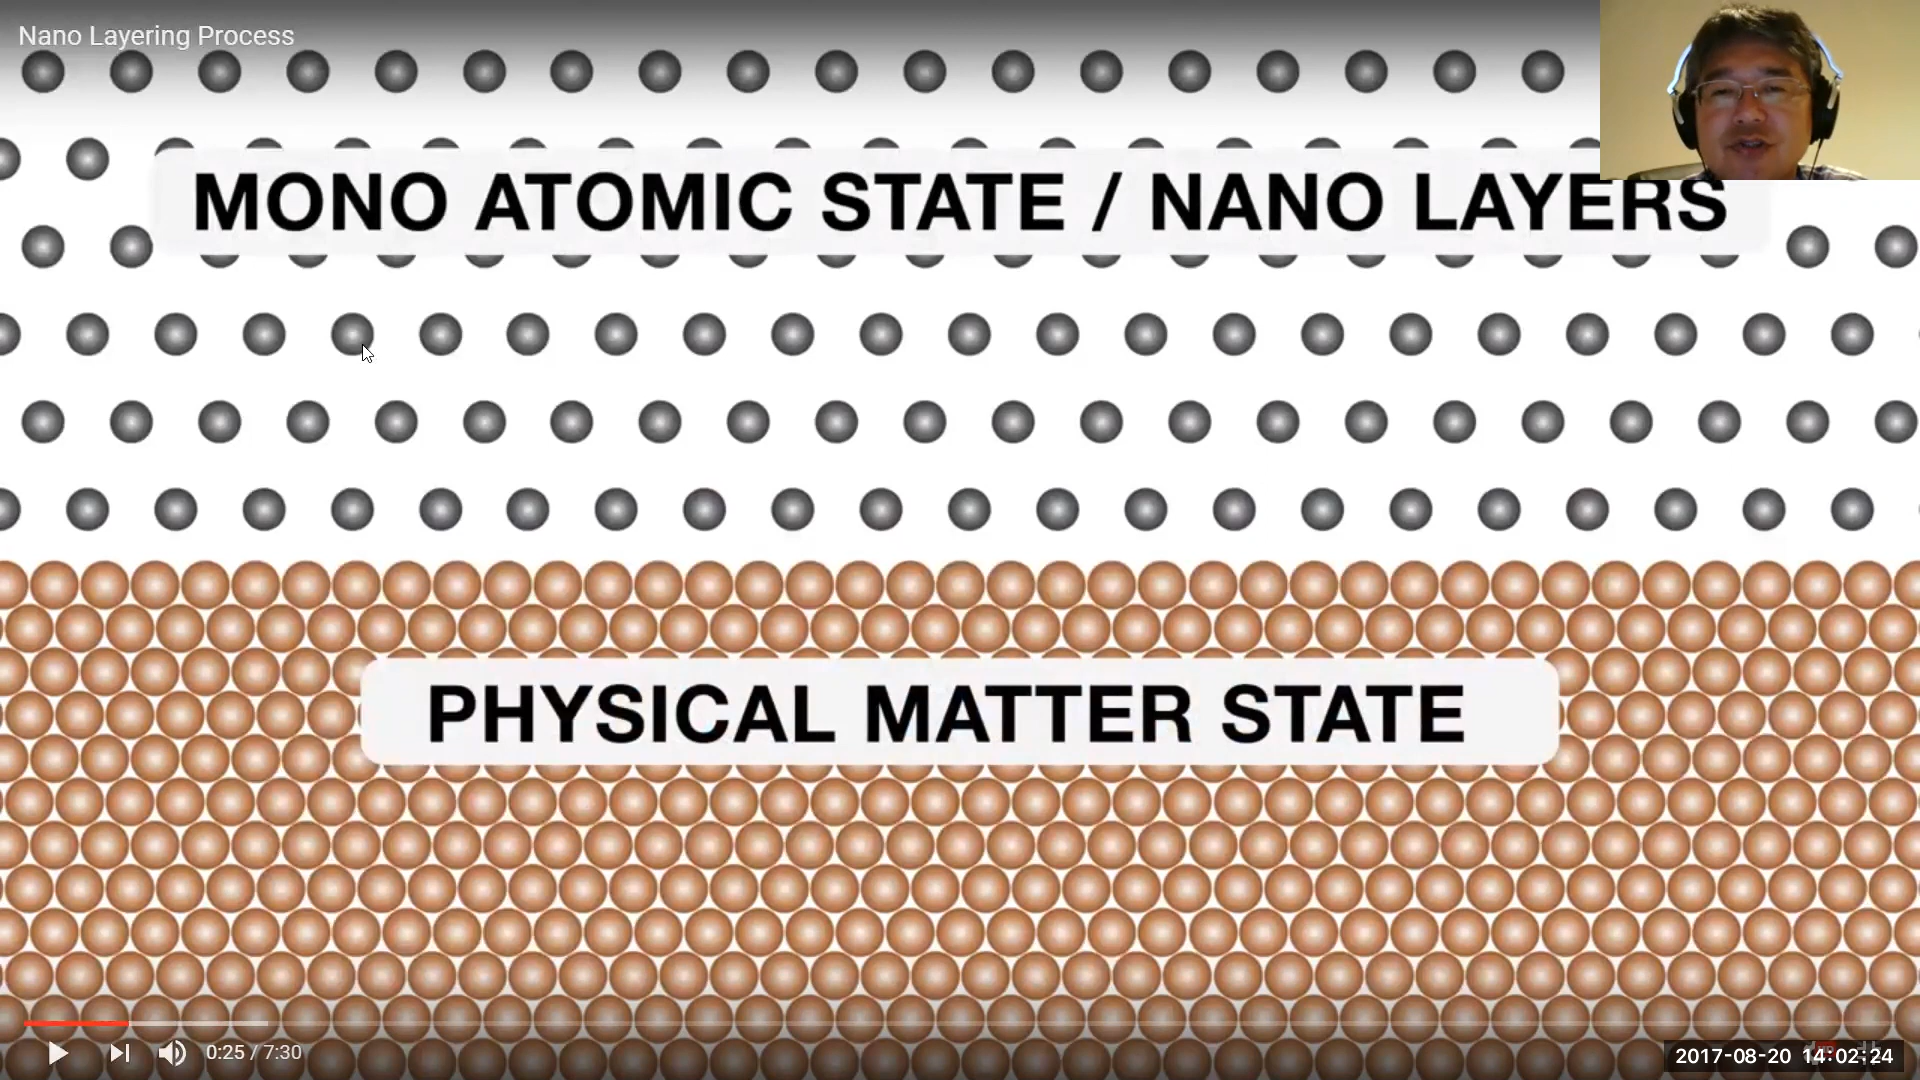 Nano Layering Process
MONO ATOMIC STATE / NANO LAYERS
PHYSICAL MATTER STATE
0:25 / 7:30
2017-08-20 14:02:24